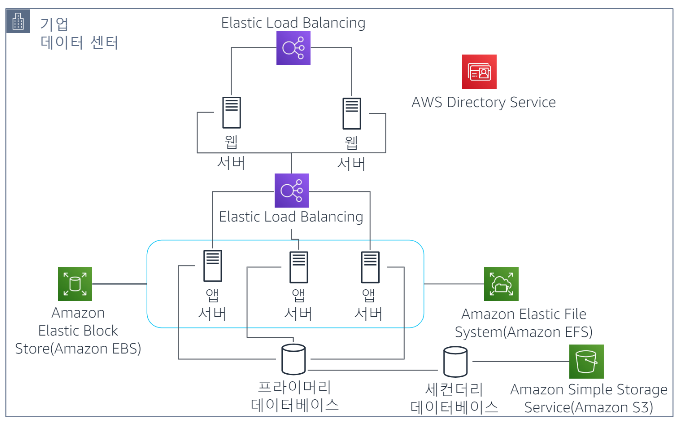 기업
데이터 센터
Elastic Load Balancing
AWS Directory Service
웹
서버
웹
서버
Elastic Load Balancing
앱
서버
앱
서버
앱
서버
Amazon
Elastic Block
Store(Amazon EBS)
Amazon Elastic File
System(Amazon EFS)
프라이머리
데이터베이스
세컨더리
데이터베이스
Amazon Simple Storage
Service(Amazon S3)